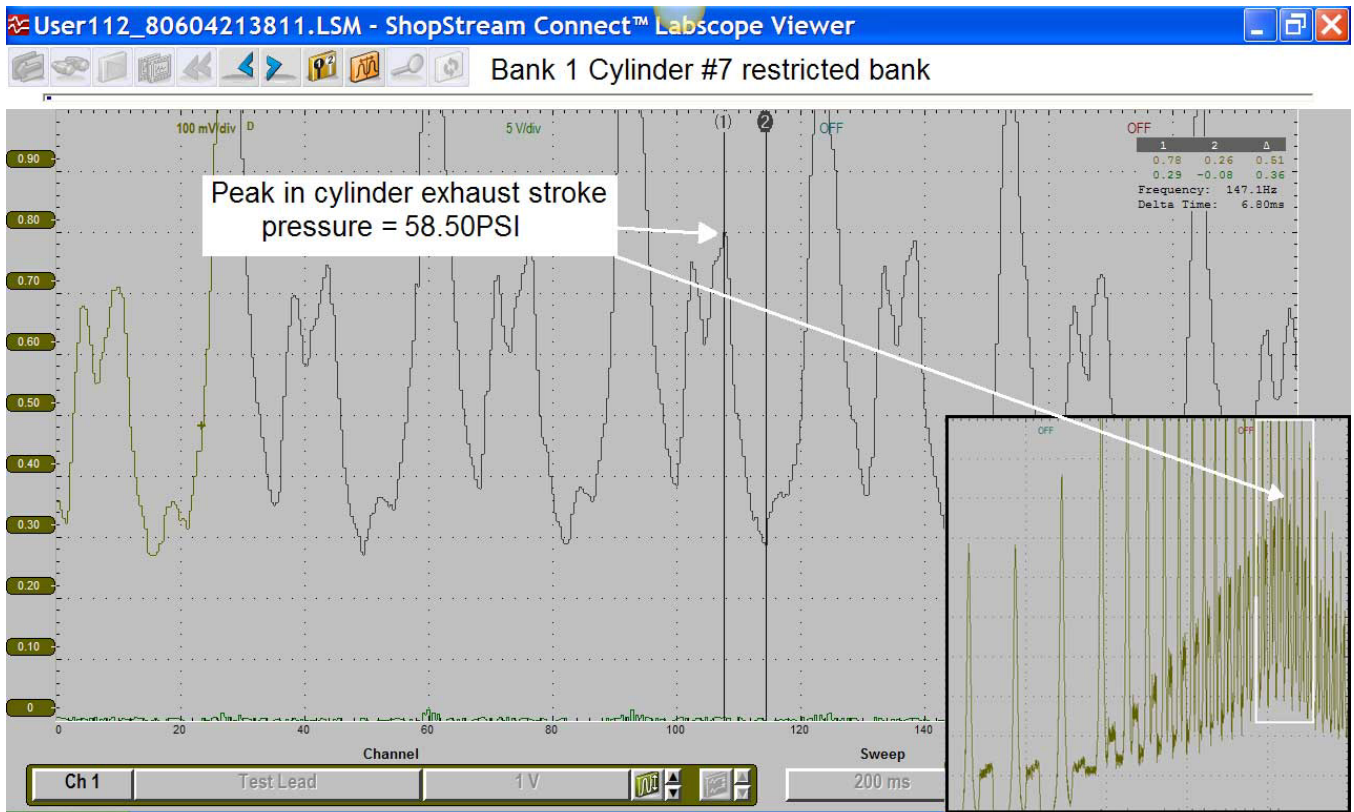 User112_80604213811.LSM - ShopStream Connect™ Labscope Viewer
Bank 1 Cylinder #7 restricted bank
100 mV/div D 5 V/div (1) 2 OFF OFF
1 2 Δ
0.78 0.26 0.51
0.29 -0.08 0.36
Frequency: 147.1Hz
Delta Time: 6.80ms
0.90
Peak in cylinder exhaust stroke
pressure = 58.50PSI
0.80
0.70
0.60
0.50
OFF OFF
0.40
0.30
0.20
0.10
0
0 20 40 60 80 100 120 140
Channel Sweep
Ch 1 Test Lead 1 V 200 ms